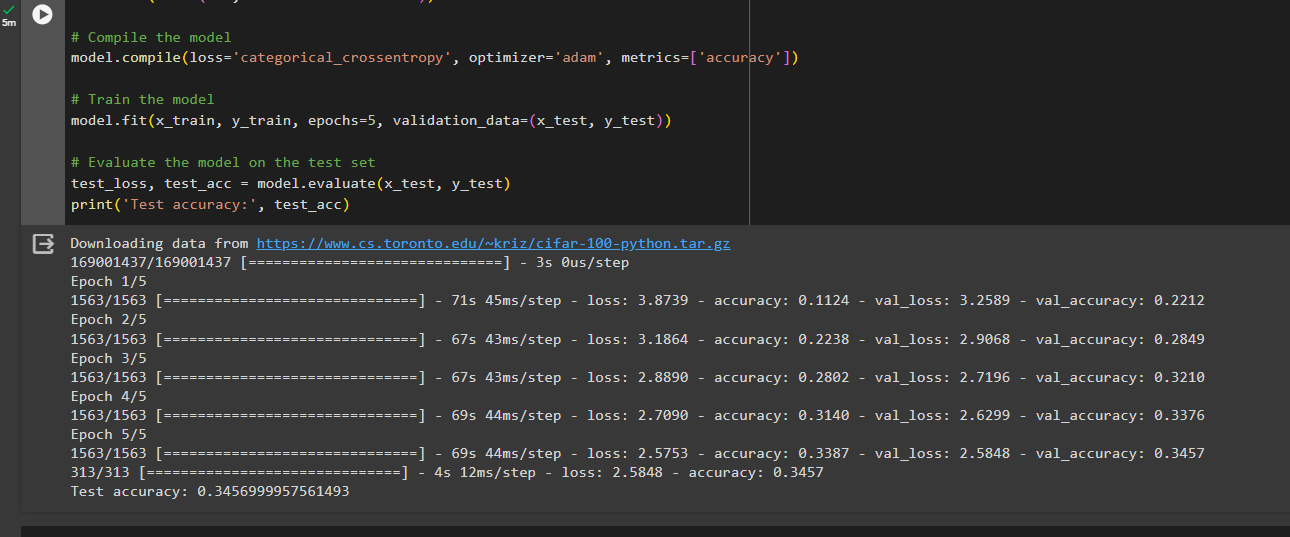 5m
# Compile the model
model.compile(loss='categorical_crossentropy', optimizer='adam', metrics=['accuracy'])
# Train the model
model.fit(x_train, y_train, epochs=5, validation_data=(x_test, y_test))
# Evaluate the model on the test set
test_loss, test_acc = model.evaluate(x_test, y_test)
print('Test accuracy:', test_acc)
Downloading data from https://www.cs.toronto.edu/~kriz/cifar-100-python.tar.gz
169001437/169001437 [==============================] - 3s 0us/step
Epoch 1/5
1563/1563 [==============================] - 71s 45ms/step - loss: 3.8739 - accuracy: 0.1124 - val_loss: 3.2589 - val_accuracy: 0.2212
Epoch 2/5
1563/1563 [==============================] - 67s 43ms/step - loss: 3.1864 - accuracy: 0.2238 - val_loss: 2.9068 - val_accuracy: 0.2849
Epoch 3/5
1563/1563 [==============================] - 67s 43ms/step - loss: 2.8890 - accuracy: 0.2802 - val_loss: 2.7196 - val_accuracy: 0.3210
Epoch 4/5
1563/1563 [==============================] - 69s 44ms/step - loss: 2.7090 - accuracy: 0.3140 - val_loss: 2.6299 - val_accuracy: 0.3376
Epoch 5/5
1563/1563 [==============================] - 69s 44ms/step - loss: 2.5753 - accuracy: 0.3387 - val_loss: 2.5848 - val_accuracy: 0.3457
313/313 [==============================] - 4s 12ms/step - loss: 2.5848 - accuracy: 0.3457
Test accuracy: 0.3456999957561493